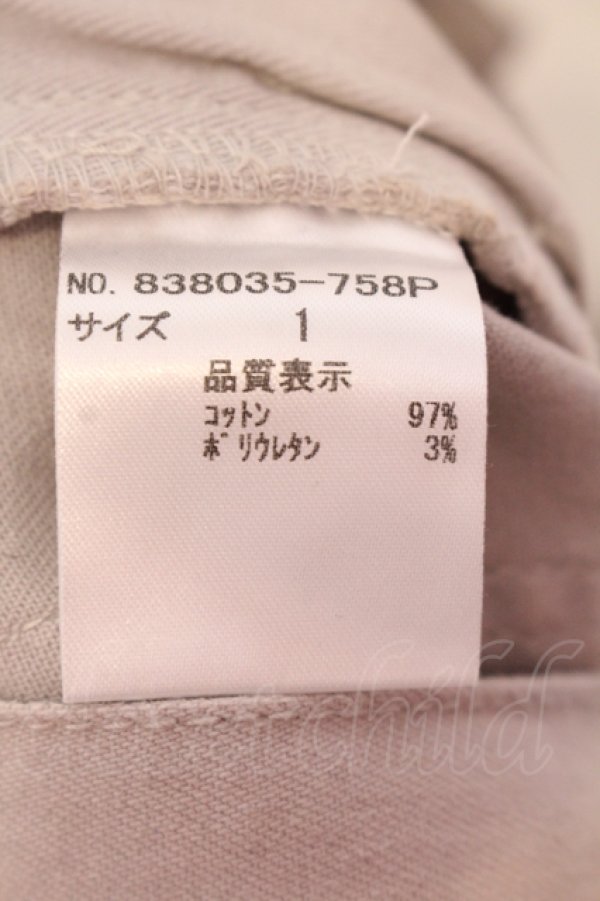 NO. 838035-758P
サイズ 1
品質表示
コットン 97%
ポリウレタン 3%
child